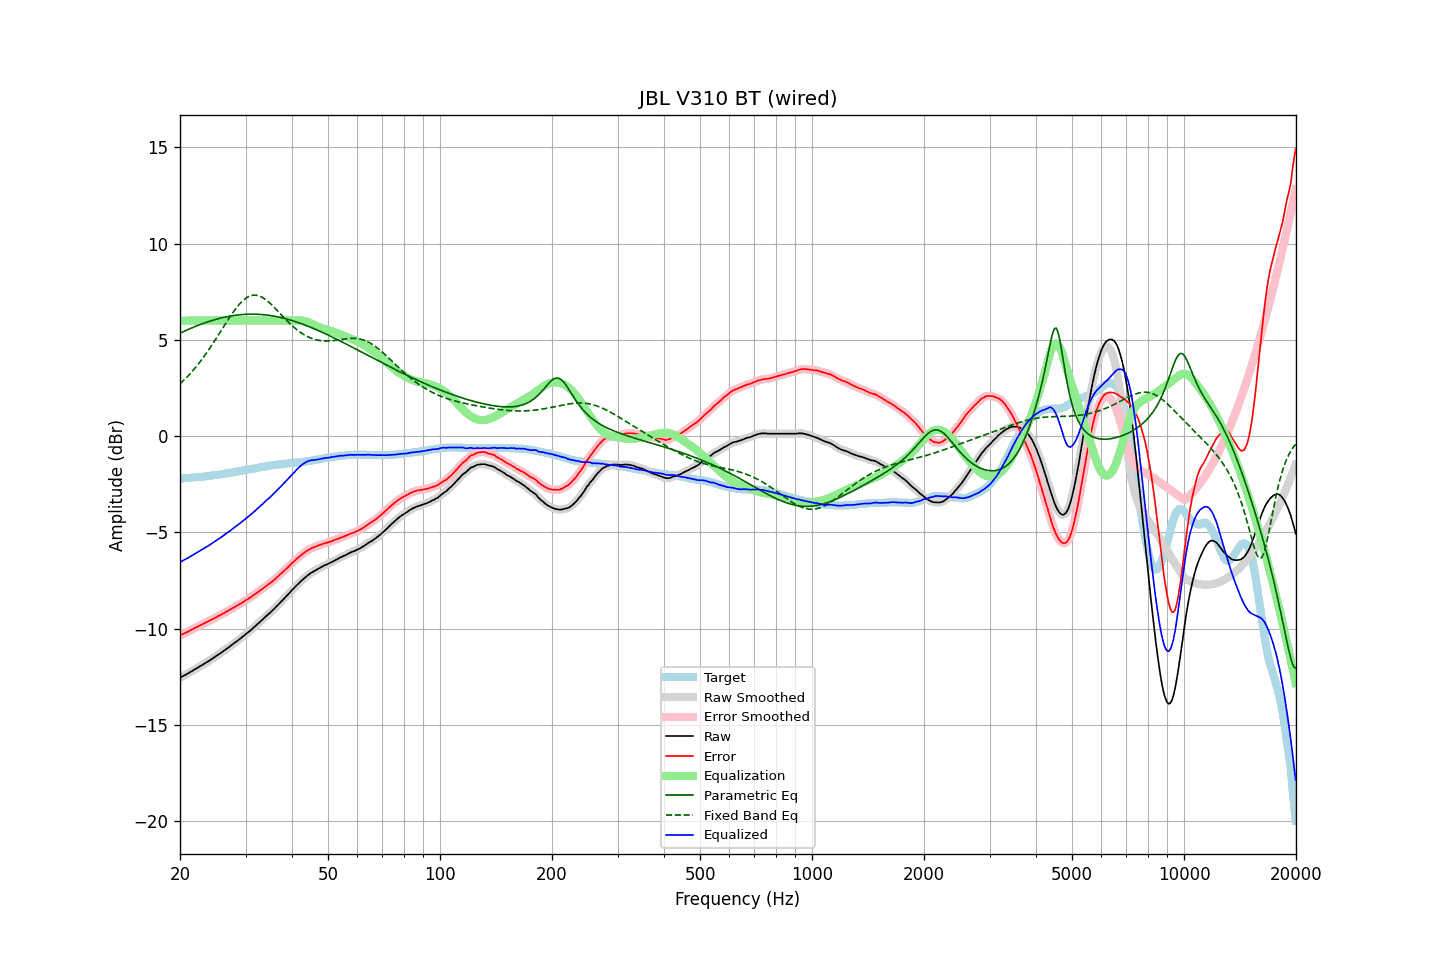 JBL V310 BT (wired)
Amplitude (dBr)
15
10
5
0
−5
−10
−15
−20
Target
Raw Smoothed
Error Smoothed
Raw
Error
Equalization
Parametric Eq
Fixed Band Eq
Equalized
20 50 100 200 500 1000 2000 5000 10000 20000
Frequency (Hz)